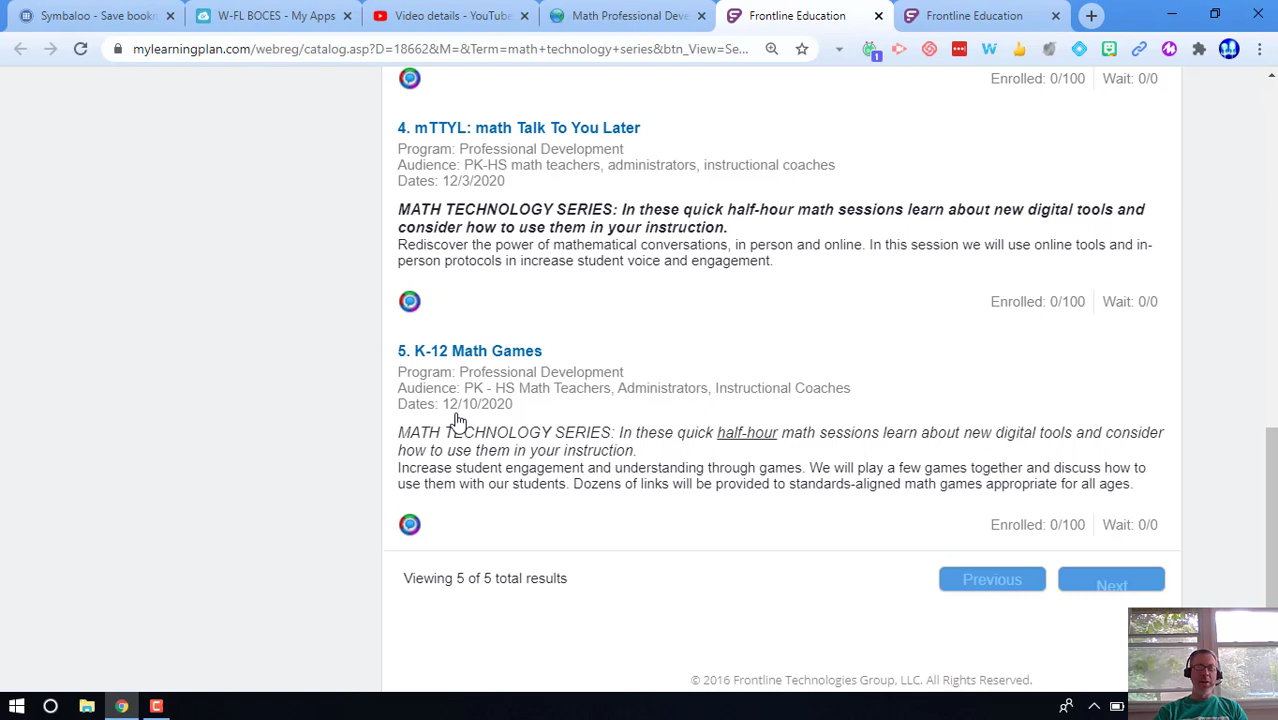 Symbaloo - Save bookm
W-FL BOCES - My Apps
Video details - YouTube
Math Professional Deve
Frontline Education
Frontline Education
mylearningplan.com/webreg/catalog.asp?D=18662&M=&Term=math+technology+series&btn_View=Se...
1
Enrolled: 0/100 Wait: 0/0
4. mTTYL: math Talk To You Later
Program: Professional Development
Audience: PK-HS math teachers, administrators, instructional coaches
Dates: 12/3/2020
MATH TECHNOLOGY SERIES: In these quick half-hour math sessions learn about new digital tools and
consider how to use them in your instruction.
Rediscover the power of mathematical conversations, in person and online. In this session we will use online tools and in-
person protocols in increase student voice and engagement.
Enrolled: 0/100 Wait: 0/0
5. K-12 Math Games
Program: Professional Development
Audience: PK - HS Math Teachers, Administrators, Instructional Coaches
Dates: 12/10/2020
MATH TECHNOLOGY SERIES: In these quick half-hour math sessions learn about new digital tools and consider
how to use them in your instruction.
Increase student engagement and understanding through games. We will play a few games together and discuss how to
use them with our students. Dozens of links will be provided to standards-aligned math games appropriate for all ages.
Enrolled: 0/100 Wait: 0/0
Viewing 5 of 5 total results
Previous
Next
© 2016 Frontline Technologies Group, LLC. All Rights Reserved.